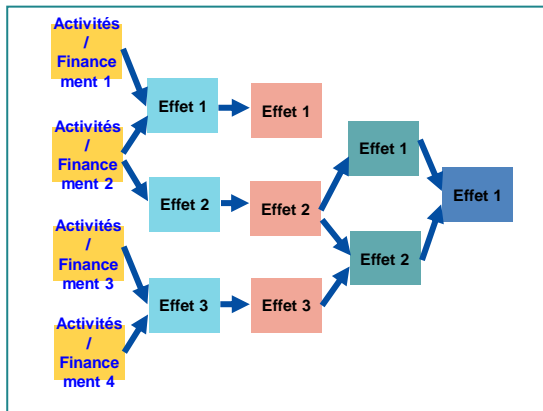 Activités
/
Finance
ment 1
Activités
/
Finance
ment 2
Activités
/
Finance
ment 3
Activités
/
Finance
ment 4
Effet 1
Effet 2
Effet 3
Effet 1
Effet 2
Effet 3
Effet 1
Effet 2
Effet 1